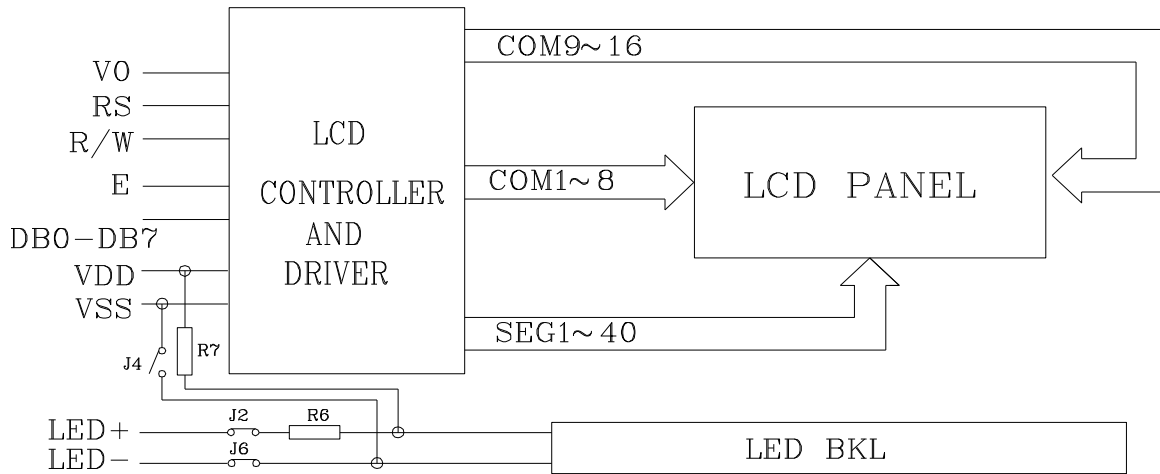 COM9~16
VO
RS
R/W
E
DB0-DB7
VDD
VSS
LCD
CONTROLLER
AND
DRIVER
COM1~8
LCD PANEL
SEG1~40
J4
R7
LED+
J2
R6
LED-
J6
LED BKL